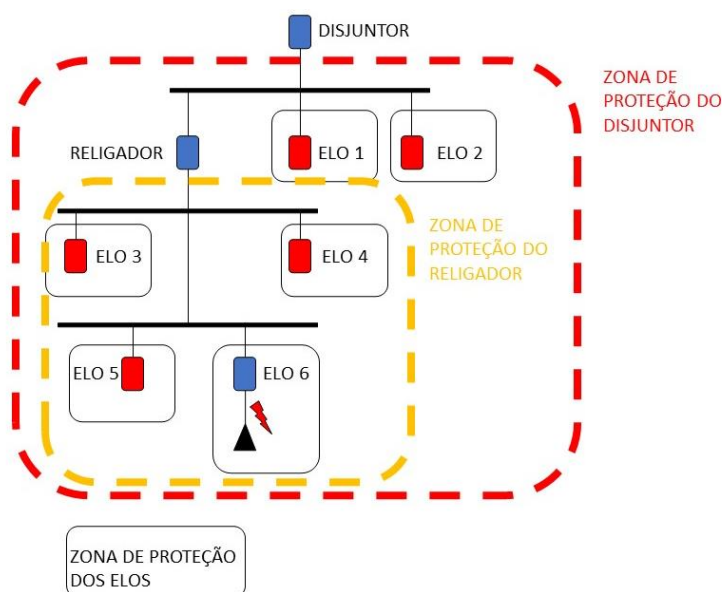 DISJUNTOR
ZONA DE
PROTEÇÃO DO
DISJUNTOR
RELIGADOR
ELO 1
ELO 2
ZONA DE
PROTEÇÃO DO
RELIGADOR
ELO 3
ELO 4
ELO 5
ELO 6
ZONA DE PROTEÇÃO
DOS ELOS